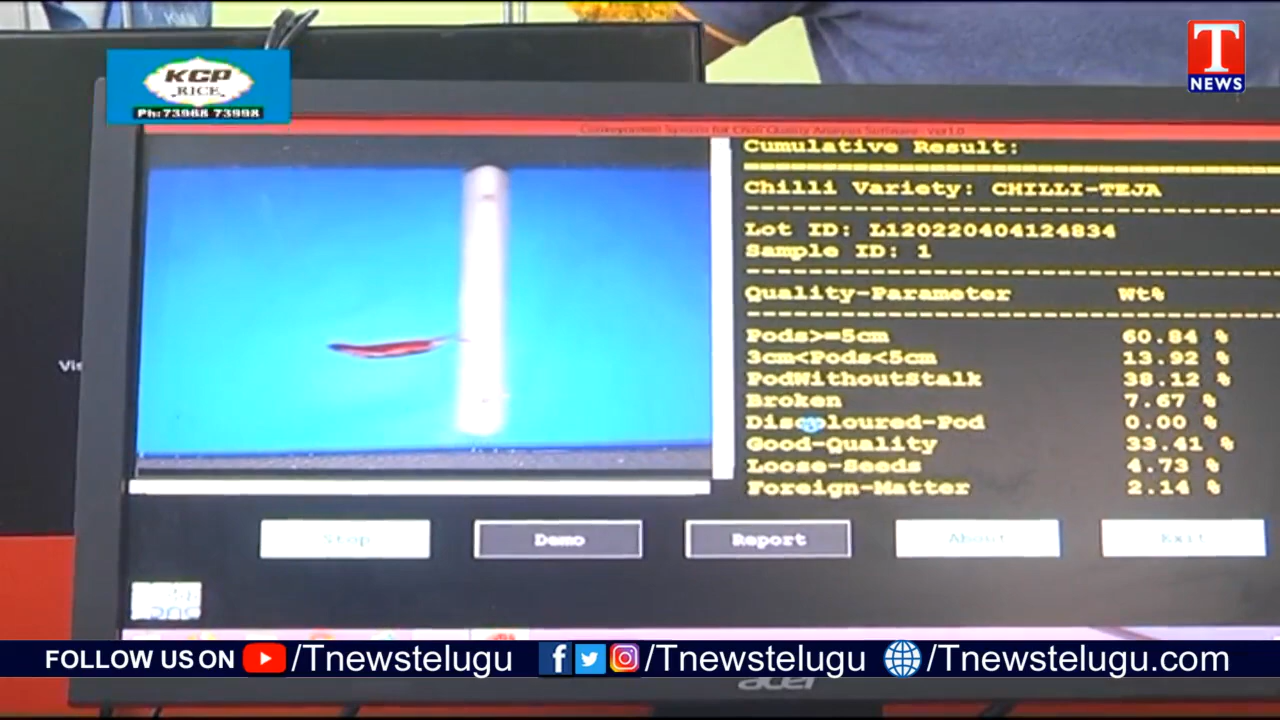 KCP
RICE
Ph:73968 73998
T
NEWS
Cumulative Result:
Chilli Variety: CHILLI-TEJA
Lot ID: L120220404124834
Sample ID: 1
Quality-Parameter Wt%
Pods>=5cm 60.84 %
3cm<Pods<5cm 13.92 %
PodWithoutStalk 38.12 %
Broken 7.67 %
Discoloured-Pod 0.00 %
Good-Quality 33.41 %
Loose-Seeds 4.73 %
Foreign-Matter 2.14 %
Stop Demo Report About Exit
FOLLOW US ON /Tnewstelugu /Tnewstelugu /Tnewstelugu.com
acer